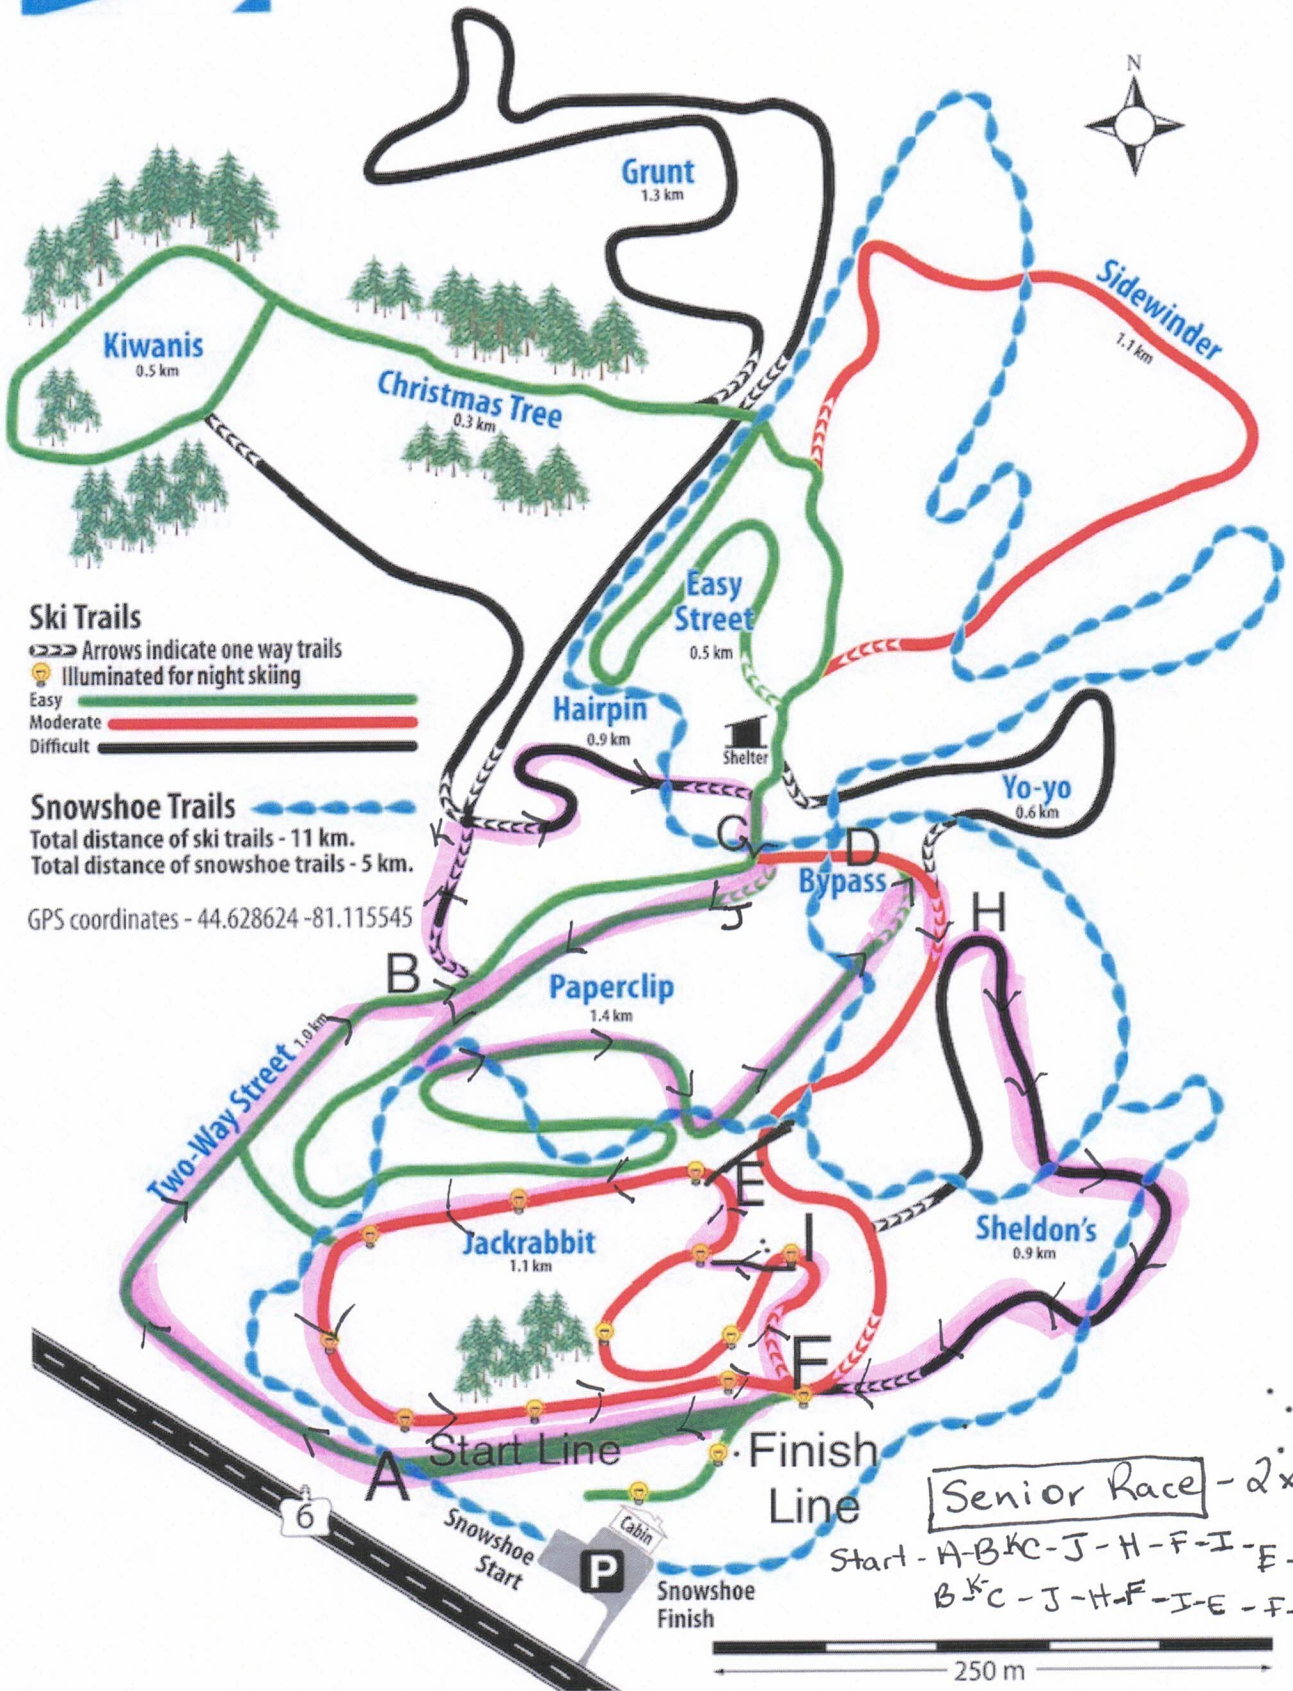 N
Grunt
1.3 km
Sidewinder
1.1 km
Kiwanis
0.5 km
Christmas Tree
0.3 km
Easy
Street
0.5 km
Ski Trails
Arrows indicate one way trails
Illuminated for night skiing
Easy
Moderate
Difficult
Hairpin
0.9 km
Shelter
Yo-yo
0.6 km
Snowshoe Trails
Total distance of ski trails - 11 km.
Total distance of snowshoe trails - 5 km.
GPS coordinates - 44.628624 -81.115545
K
C
D
Bypass
J
H
B
Paperclip
1.4 km
Two-Way Street 1.0 km
E
Jackrabbit
1.1 km
I
Sheldon's
0.9 km
F
Start Line
A
Finish
Line
6
Snowshoe
Start
Cabin
P
Snowshoe
Finish
Senior Race - 2x
Start - A-B-K-C - J - H - F - I - E -
B-K-C - J - H-F - I-E - F-
250 m